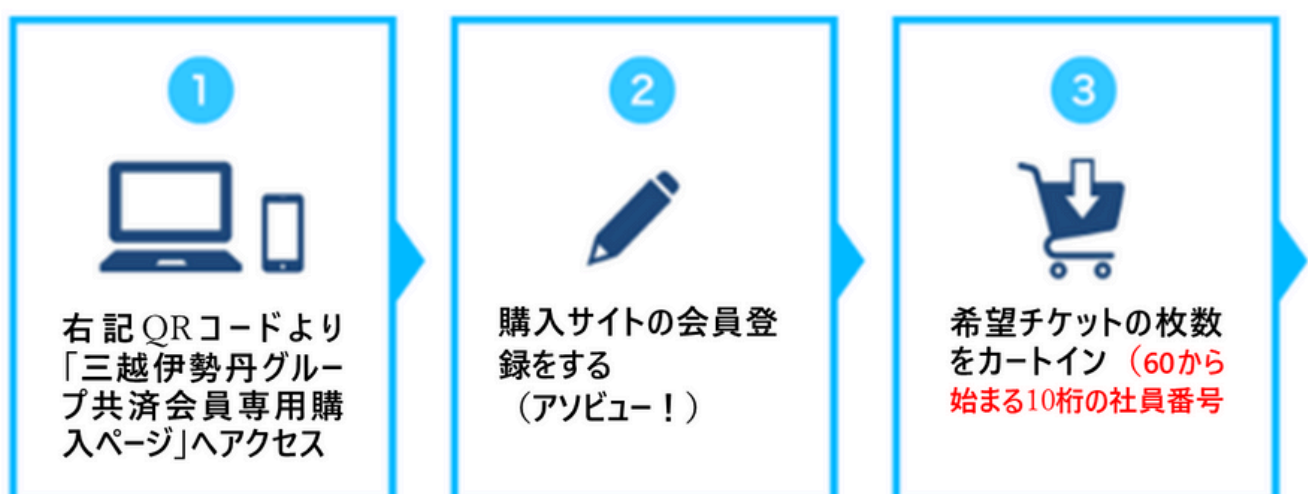 1
右記QRコードより
「三越伊勢丹グルー
プ共済会員専用購
入ページ」へアクセス
2
購入サイトの会員登
録をする
（アソビュー！）
3
希望チケットの枚数
をカートイン（60から
始まる10桁の社員番号